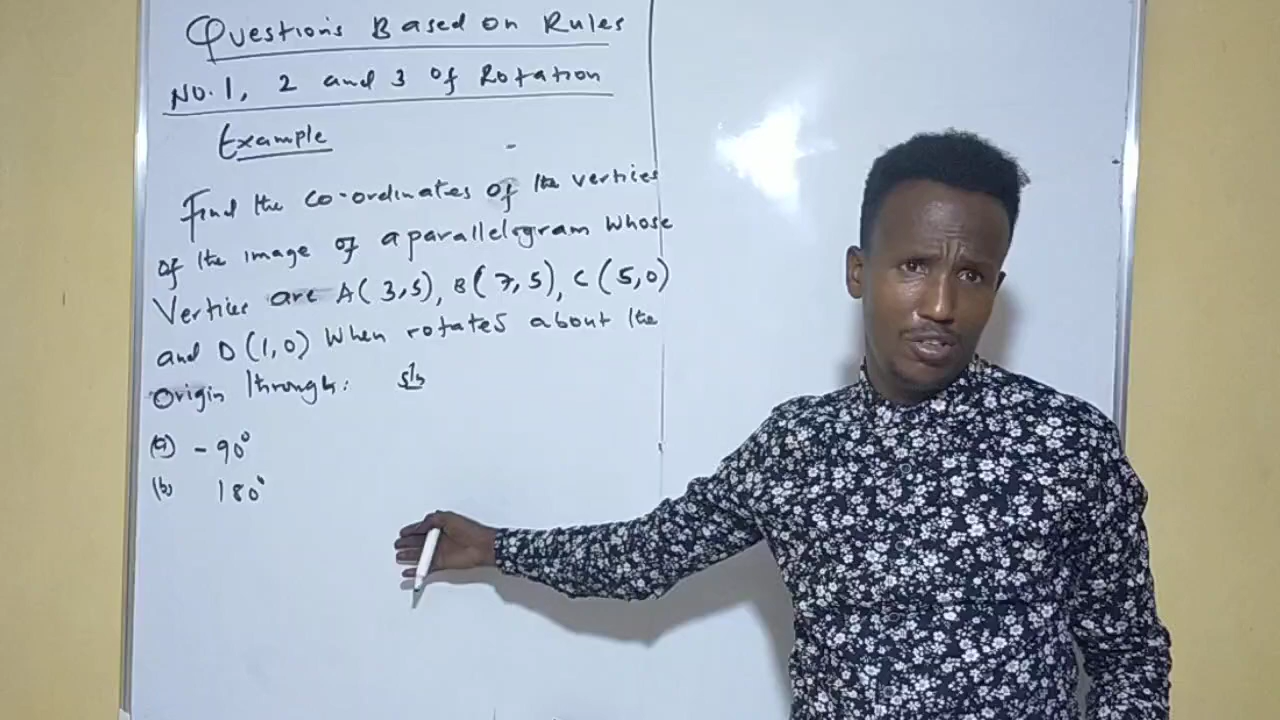 Questions Based on Rules
No. 1, 2 and 3 of Rotation
Example
Find the co-ordinates of the vertices
of the image of a parallelogram whose
Vertices are A(3,5), B(7,5), C(5,0)
and D(1,0) When rotates about the
Origin through:
(a) -90°
(b) 180°